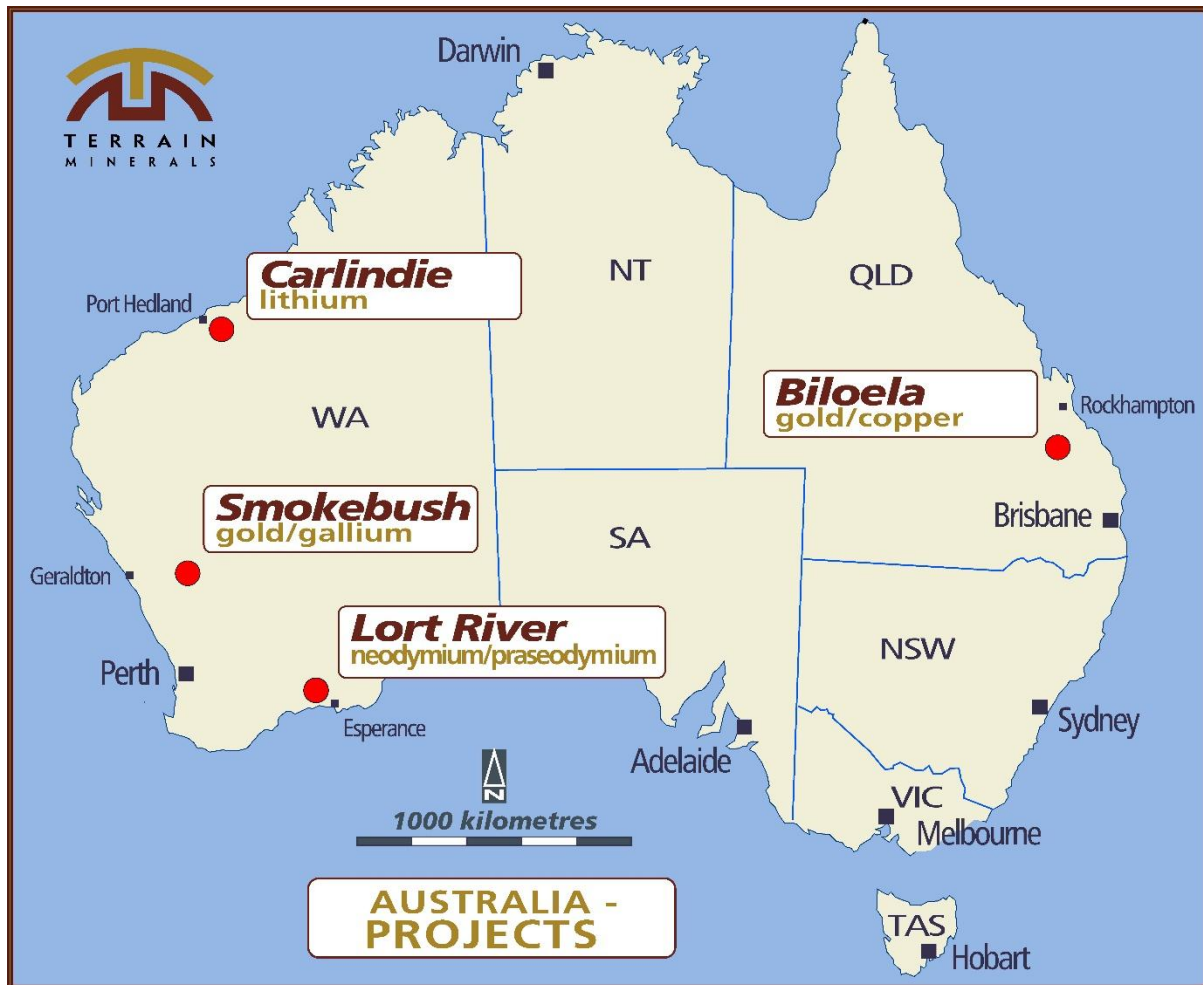 TERRAIN
MINERALS
Darwin
Carlindie
lithium
NT
QLD
Port Hedland
Biloela
gold/copper
Rockhampton
WA
Smokebush
gold/gallium
SA
Brisbane
Geraldton
Lort River
neodymium/praseodymium
NSW
Perth
Esperance
Sydney
Adelaide
N
1000 kilometres
VIC
Melbourne
AUSTRALIA -
PROJECTS
TAS
Hobart